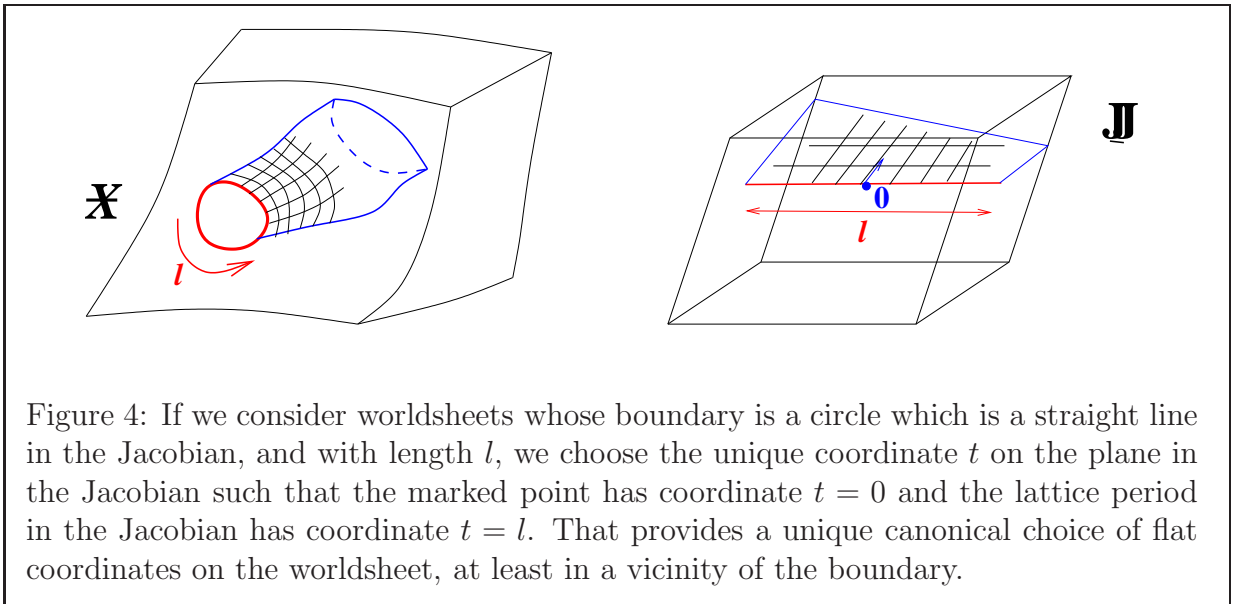 X
l
J
0
l
Figure 4: If we consider worldsheets whose boundary is a circle which is a straight line
in the Jacobian, and with length l, we choose the unique coordinate t on the plane in
the Jacobian such that the marked point has coordinate t = 0 and the lattice period
in the Jacobian has coordinate t = l. That provides a unique canonical choice of flat
coordinates on the worldsheet, at least in a vicinity of the boundary.